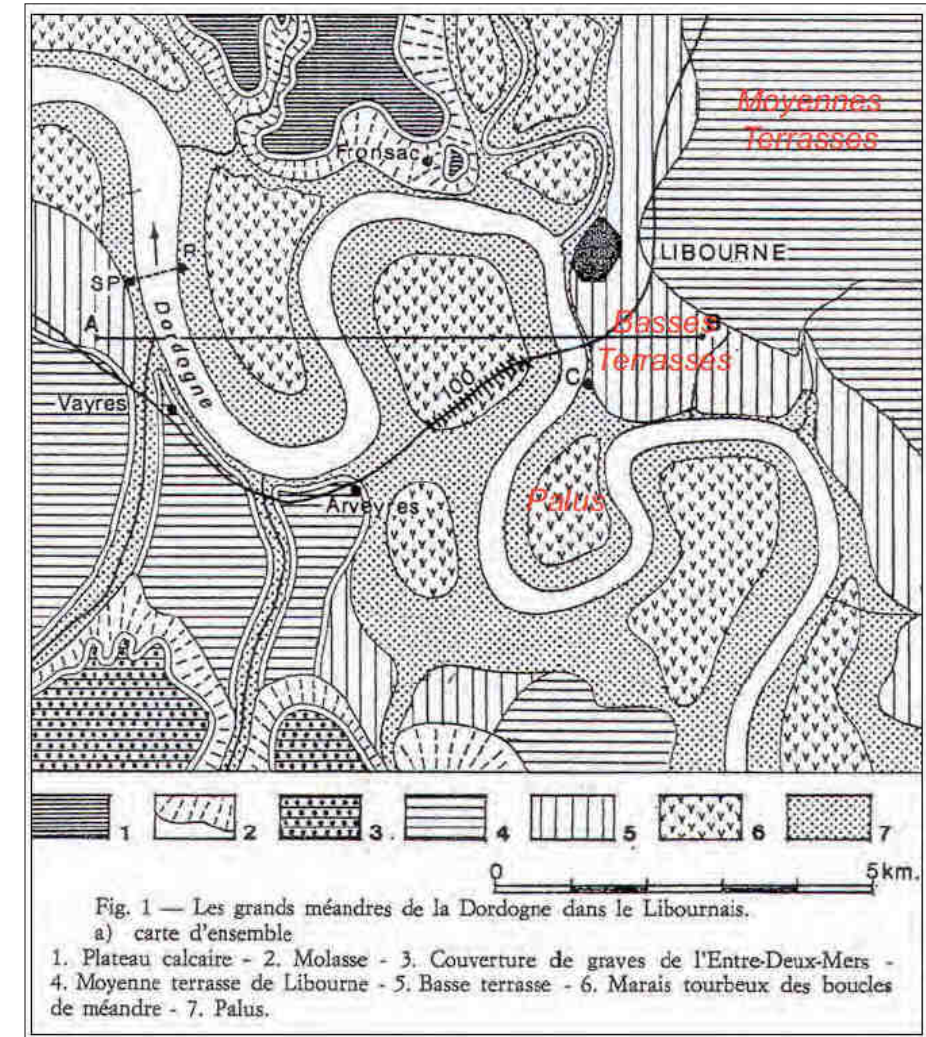 Moyennes
Terrasses
Fronsac
LIBOURNE
R
SP
A
Dordogne
Basses
B
Terrasses
100
C
Vayres
Palus
Arveyres
1 2 3. 4 5 6 7
0 5 km.
Fig. 1 — Les grands méandres de la Dordogne dans le Libournais.
a) carte d'ensemble
1. Plateau calcaire - 2. Molasse - 3. Couverture de graves de l'Entre-Deux-Mers -
4. Moyenne terrasse de Libourne - 5. Basse terrasse - 6. Marais tourbeux des boucles
de méandre - 7. Palus.